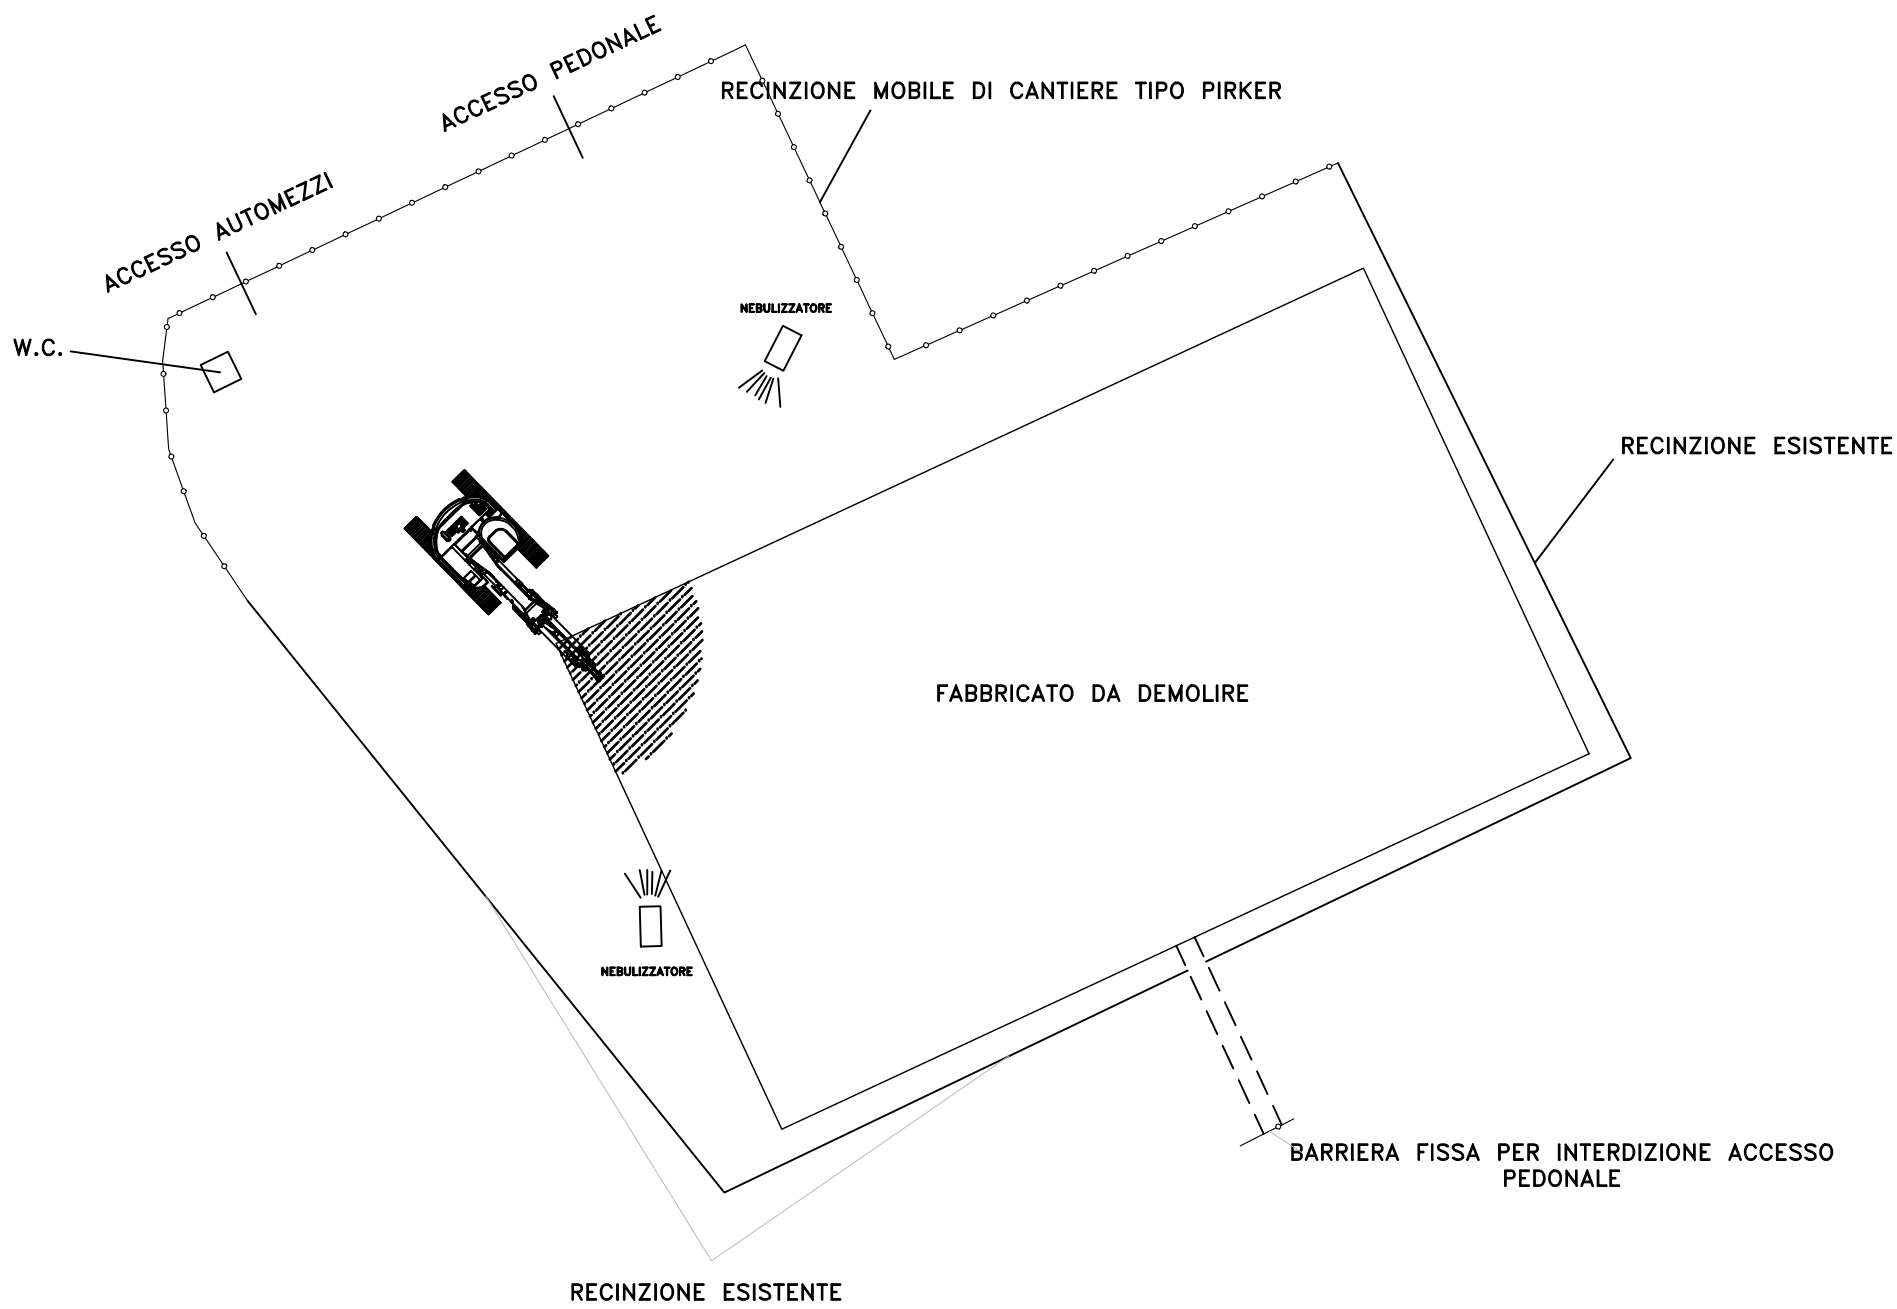 ACCESSO PEDONALE
RECINZIONE MOBILE DI CANTIERE TIPO PIRKER
ACCESSO AUTOMEZZI
NEBULIZZATORE
W.C.
RECINZIONE ESISTENTE
FABBRICATO DA DEMOLIRE
NEBULIZZATORE
BARRIERA FISSA PER INTERDIZIONE ACCESSO
PEDONALE
RECINZIONE ESISTENTE